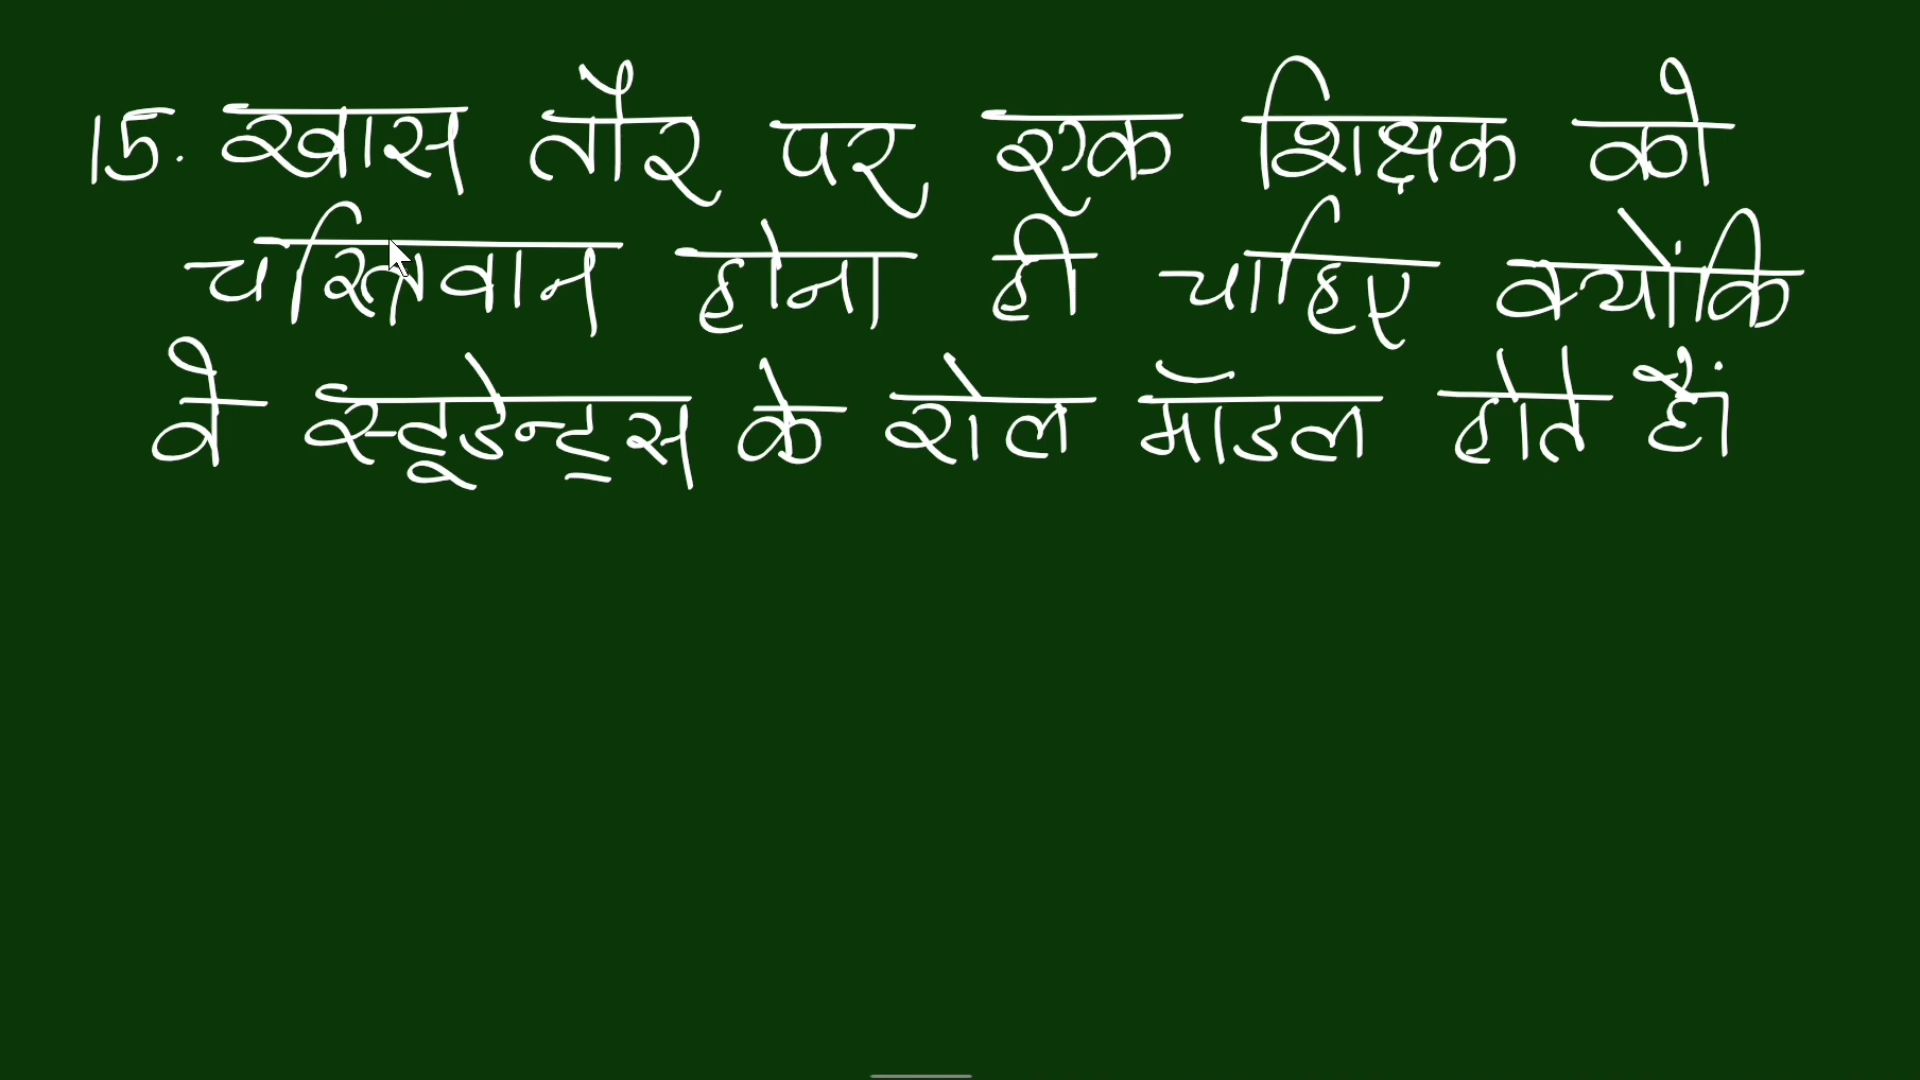 15. खास तौर पर एक शिक्षक को
चरित्रवान होना ही चाहिए क्योंकि
वे स्टूडेन्ट्स के रोल मॉडल होते हैं।